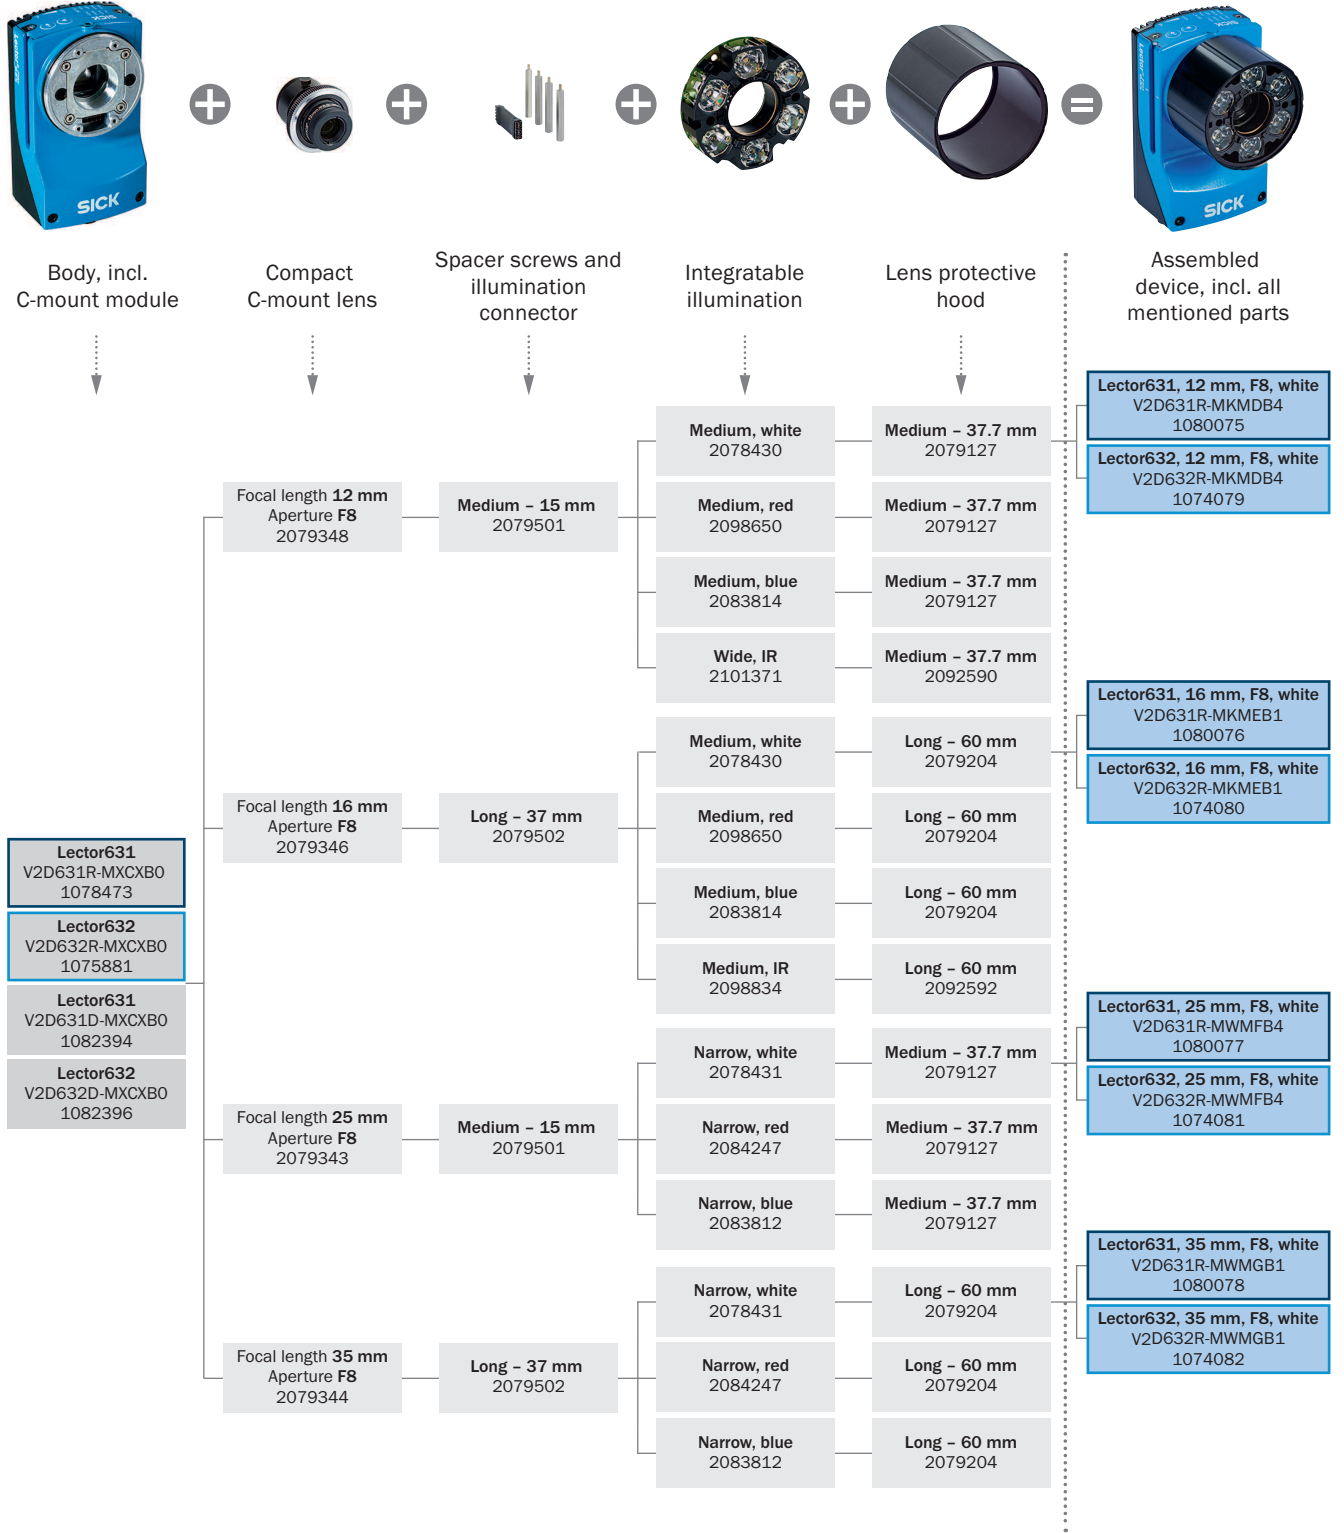 SICK
SICK
Body, incl.
C-mount module
Compact
C-mount lens
Spacer screws and
illumination
connector
Integratable
illumination
Lens protective
hood
Assembled
device, incl. all
mentioned parts
Lector631
V2D631R-MXCXB0
1078473
Lector632
V2D632R-MXCXB0
1075881
Lector631
V2D631D-MXCXB0
1082394
Lector632
V2D632D-MXCXB0
1082396
Focal length 12 mm
Aperture F8
2079348
Medium – 15 mm
2079501
Medium, white
2078430
Medium – 37.7 mm
2079127
Medium, red
2098650
Medium – 37.7 mm
2079127
Medium, blue
2083814
Medium – 37.7 mm
2079127
Wide, IR
2101371
Medium – 37.7 mm
2092590
Lector631, 12 mm, F8, white
V2D631R-MKMDB4
1080075
Lector632, 12 mm, F8, white
V2D632R-MKMDB4
1074079
Focal length 16 mm
Aperture F8
2079346
Long – 37 mm
2079502
Medium, white
2078430
Long – 60 mm
2079204
Medium, red
2098650
Long – 60 mm
2079204
Medium, blue
2083814
Long – 60 mm
2079204
Medium, IR
2098834
Long – 60 mm
2092592
Lector631, 16 mm, F8, white
V2D631R-MKMEB1
1080076
Lector632, 16 mm, F8, white
V2D632R-MKMEB1
1074080
Focal length 25 mm
Aperture F8
2079343
Medium – 15 mm
2079501
Narrow, white
2078431
Medium – 37.7 mm
2079127
Narrow, red
2084247
Medium – 37.7 mm
2079127
Narrow, blue
2083812
Medium – 37.7 mm
2079127
Lector631, 25 mm, F8, white
V2D631R-MWMFB4
1080077
Lector632, 25 mm, F8, white
V2D632R-MWMFB4
1074081
Focal length 35 mm
Aperture F8
2079344
Long – 37 mm
2079502
Narrow, white
2078431
Long – 60 mm
2079204
Narrow, red
2084247
Long – 60 mm
2079204
Narrow, blue
2083812
Long – 60 mm
2079204
Lector631, 35 mm, F8, white
V2D631R-MWMGB1
1080078
Lector632, 35 mm, F8, white
V2D632R-MWMGB1
1074082